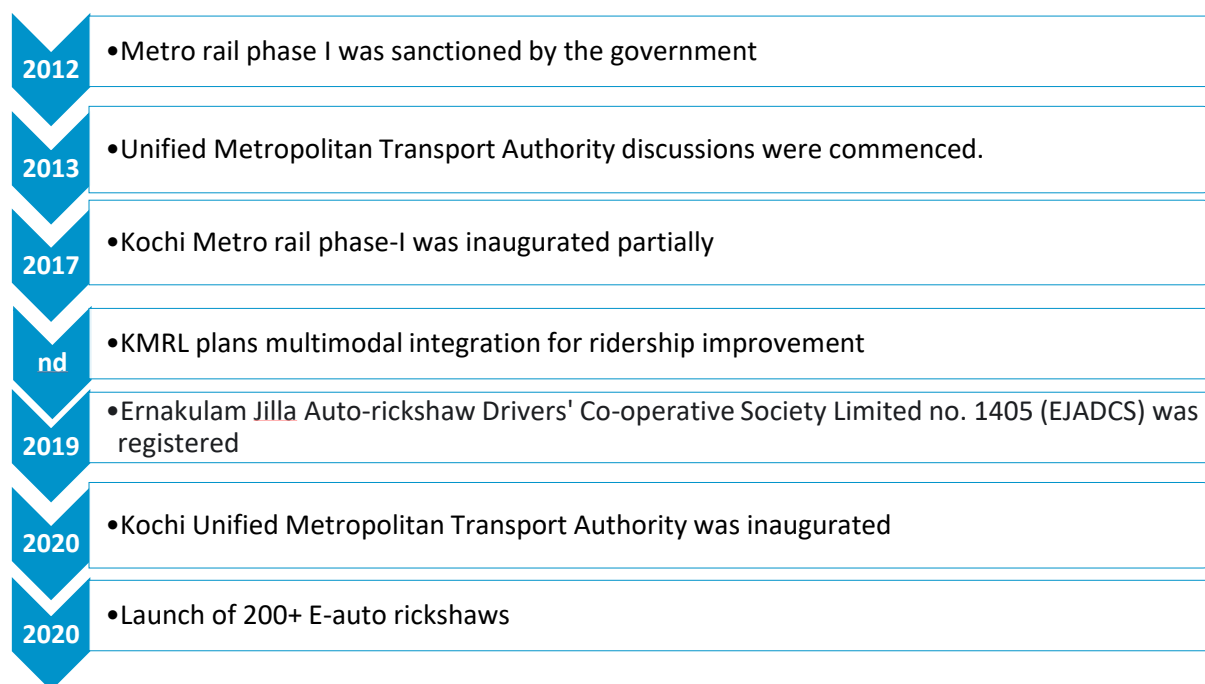 2012
•Metro rail phase I was sanctioned by the government
2013
•Unified Metropolitan Transport Authority discussions were commenced.
2017
•Kochi Metro rail phase-I was inaugurated partially
nd
•KMRL plans multimodal integration for ridership improvement
2019
•Ernakulam Jilla Auto-rickshaw Drivers' Co-operative Society Limited no. 1405 (EJADCS) was
registered
2020
•Kochi Unified Metropolitan Transport Authority was inaugurated
2020
•Launch of 200+ E-auto rickshaws